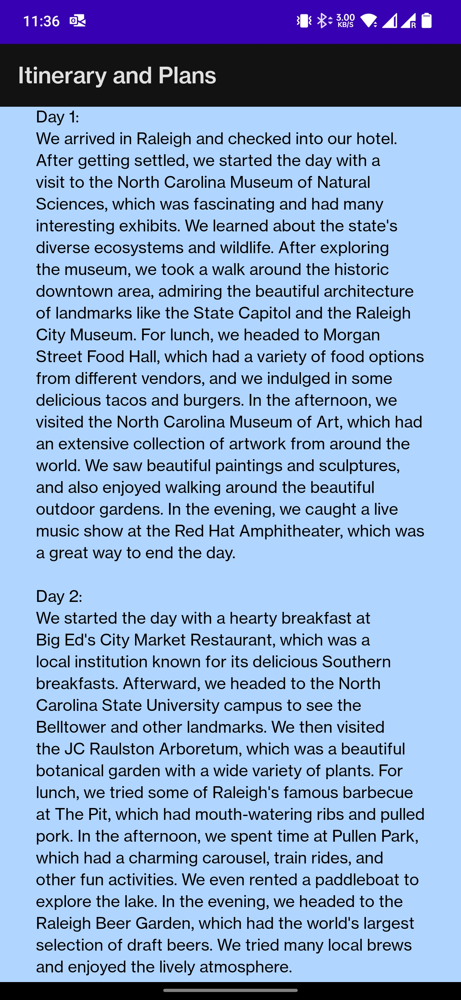 11:36
3.00
KB/S
R
Itinerary and Plans
Day 1:
We arrived in Raleigh and checked into our hotel.
After getting settled, we started the day with a
visit to the North Carolina Museum of Natural
Sciences, which was fascinating and had many
interesting exhibits. We learned about the state's
diverse ecosystems and wildlife. After exploring
the museum, we took a walk around the historic
downtown area, admiring the beautiful architecture
of landmarks like the State Capitol and the Raleigh
City Museum. For lunch, we headed to Morgan
Street Food Hall, which had a variety of food options
from different vendors, and we indulged in some
delicious tacos and burgers. In the afternoon, we
visited the North Carolina Museum of Art, which had
an extensive collection of artwork from around the
world. We saw beautiful paintings and sculptures,
and also enjoyed walking around the beautiful
outdoor gardens. In the evening, we caught a live
music show at the Red Hat Amphitheater, which was
a great way to end the day.
Day 2:
We started the day with a hearty breakfast at
Big Ed's City Market Restaurant, which was a
local institution known for its delicious Southern
breakfasts. Afterward, we headed to the North
Carolina State University campus to see the
Belltower and other landmarks. We then visited
the JC Raulston Arboretum, which was a beautiful
botanical garden with a wide variety of plants. For
lunch, we tried some of Raleigh's famous barbecue
at The Pit, which had mouth-watering ribs and pulled
pork. In the afternoon, we spent time at Pullen Park,
which had a charming carousel, train rides, and
other fun activities. We even rented a paddleboat to
explore the lake. In the evening, we headed to the
Raleigh Beer Garden, which had the world's largest
selection of draft beers. We tried many local brews
and enjoyed the lively atmosphere.